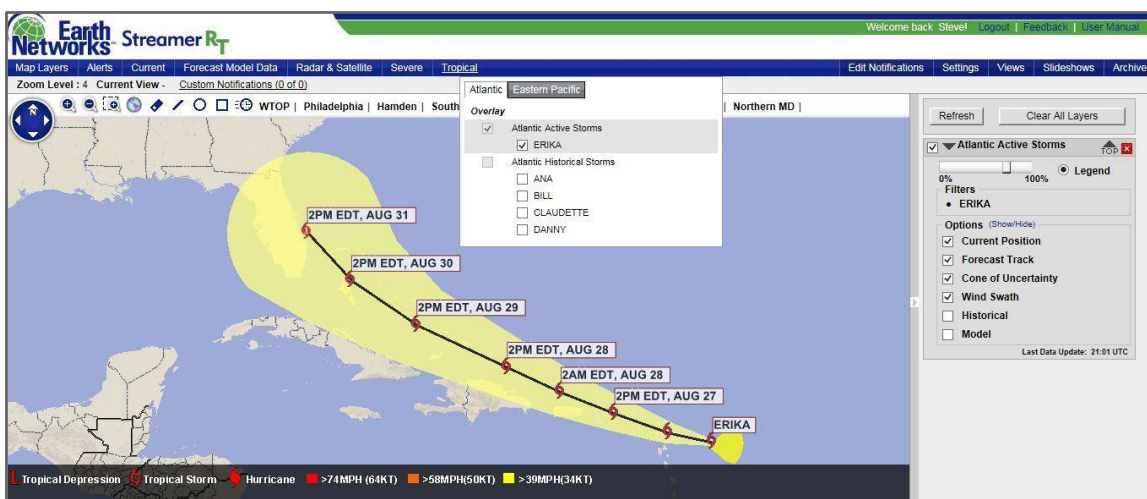 Earth Networks Streamer RT
Welcome back Steve! Logout | Feedback | User Manual
Map Layers Alerts Current Forecast Model Data Radar & Satellite Severe Tropical Edit Notifications Settings Views Slideshows Archive
Zoom Level : 4 Current View - Custom Notifications (0 of 0)
WTOP | Philadelphia | Hamden | South | Northern MD |
Atlantic Eastern Pacific
Overlay
Atlantic Active Storms
ERIKA
Atlantic Historical Storms
ANA
BILL
CLAUDETTE
DANNY
Refresh Clear All Layers
Atlantic Active Storms TOP
0% 100% Legend
Filters
• ERIKA
Options (Show/Hide)
Current Position
Forecast Track
Cone of Uncertainty
Wind Swath
Historical
Model
Last Data Update: 21:01 UTC
N
2PM EDT, AUG 31
2PM EDT, AUG 30
2PM EDT, AUG 29
2PM EDT, AUG 28
2AM EDT, AUG 28
2PM EDT, AUG 27
ERIKA
L Tropical Depression Tropical Storm Hurricane >74MPH (64KT) >58MPH(50KT) >39MPH(34KT)